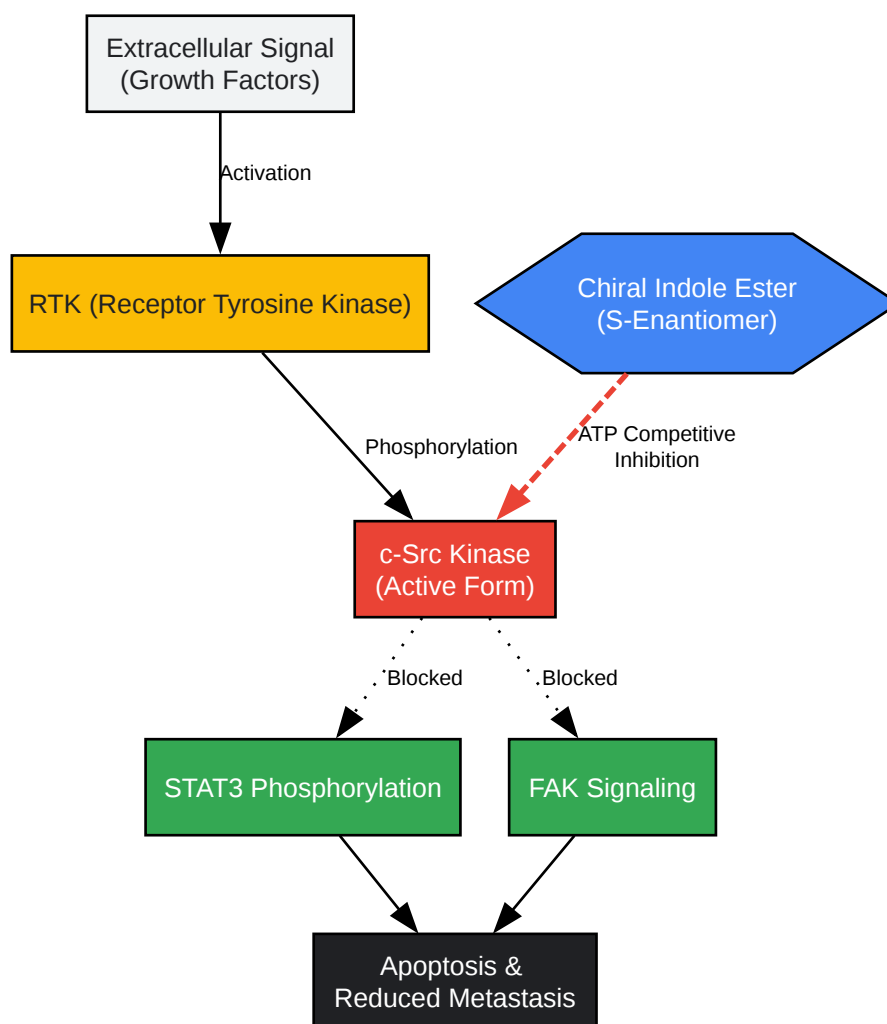 Extracellular Signal
(Growth Factors)
Activation
RTK (Receptor Tyrosine Kinase)
Chiral Indole Ester
(S-Enantiomer)
Phosphorylation
ATP Competitive
Inhibition
c-Src Kinase
(Active Form)
Blocked
Blocked
STAT3 Phosphorylation
FAK Signaling
Apoptosis &
Reduced Metastasis